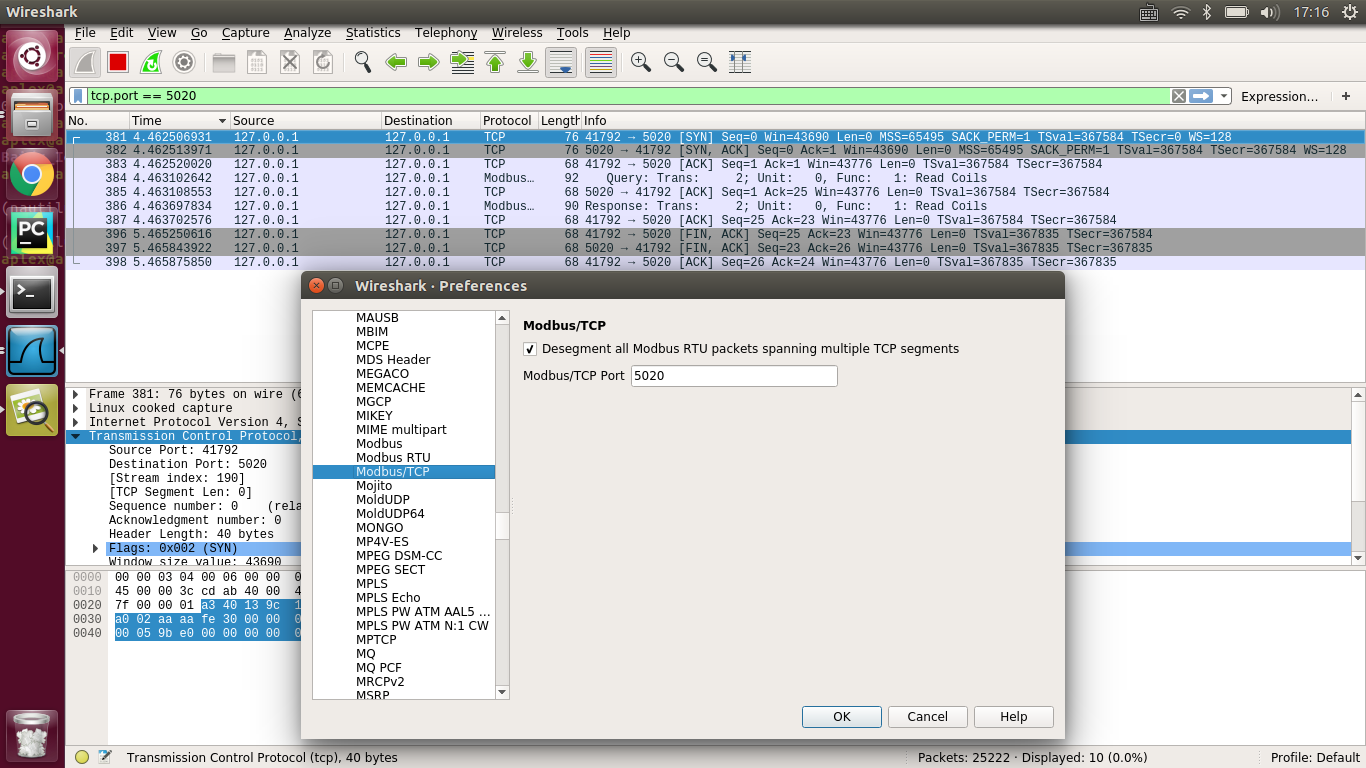 Wireshark
17:16
File Edit View Go Capture Analyze Statistics Telephony Wireless Tools Help
tcp.port == 5020
Expression…
+
No. Time Source Destination Protocol Length Info
381 4.462506931 127.0.0.1 127.0.0.1 TCP 76 41792 → 5020 [SYN] Seq=0 Win=43690 Len=0 MSS=65495 SACK_PERM=1 TSval=367584 TSecr=0 WS=128
382 4.462513971 127.0.0.1 127.0.0.1 TCP 76 5020 → 41792 [SYN, ACK] Seq=0 Ack=1 Win=43690 Len=0 MSS=65495 SACK_PERM=1 TSval=367584 TSecr=367584 WS=128
383 4.462520020 127.0.0.1 127.0.0.1 TCP 68 41792 → 5020 [ACK] Seq=1 Ack=1 Win=43776 Len=0 TSval=367584 TSecr=367584
384 4.463102642 127.0.0.1 127.0.0.1 Modbus… 92 Query: Trans: 2; Unit: 0, Func: 1: Read Coils
385 4.463108553 127.0.0.1 127.0.0.1 TCP 68 5020 → 41792 [ACK] Seq=1 Ack=25 Win=43776 Len=0 TSval=367584 TSecr=367584
386 4.463697834 127.0.0.1 127.0.0.1 Modbus… 90 Response: Trans: 2; Unit: 0, Func: 1: Read Coils
387 4.463702576 127.0.0.1 127.0.0.1 TCP 68 41792 → 5020 [ACK] Seq=25 Ack=23 Win=43776 Len=0 TSval=367584 TSecr=367584
396 5.465250616 127.0.0.1 127.0.0.1 TCP 68 41792 → 5020 [FIN, ACK] Seq=25 Ack=23 Win=43776 Len=0 TSval=367835 TSecr=367584
397 5.465843922 127.0.0.1 127.0.0.1 TCP 68 5020 → 41792 [FIN, ACK] Seq=23 Ack=26 Win=43776 Len=0 TSval=367835 TSecr=367835
398 5.465875850 127.0.0.1 127.0.0.1 TCP 68 41792 → 5020 [ACK] Seq=26 Ack=24 Win=43776 Len=0 TSval=367835 TSecr=367835
Wireshark · Preferences
MAUSB
MBIM
MCPE
MDS Header
MEGACO
MEMCACHE
MGCP
MIKEY
MIME multipart
Modbus
Modbus RTU
Modbus/TCP
Mojito
MoldUDP
MoldUDP64
MONGO
MP4V-ES
MPEG DSM-CC
MPEG SECT
MPLS
MPLS Echo
MPLS PW ATM AAL5 ...
MPLS PW ATM N:1 CW
MPTCP
MQ
MQ PCF
MRCPv2
MSRP
Modbus/TCP
Desegment all Modbus RTU packets spanning multiple TCP segments
Modbus/TCP Port 5020
OK Cancel Help
Frame 381: 76 bytes on wire (6
Linux cooked capture
Internet Protocol Version 4, S
Transmission Control Protocol,
Source Port: 41792
Destination Port: 5020
[Stream index: 190]
[TCP Segment Len: 0]
Sequence number: 0 (rela
Acknowledgment number: 0
Header Length: 40 bytes
Flags: 0x002 (SYN)
Window size value: 43690
0000 00 00 03 04 00 06 00 00 0
0010 45 00 00 3c cd ab 40 00 4
0020 7f 00 00 01 a3 40 13 9c 1
0030 a0 02 aa aa fe 30 00 00 0
0040 00 05 9b e0 00 00 00 00 0
PC
Transmission Control Protocol (tcp), 40 bytes
Packets: 25222 · Displayed: 10 (0.0%)
Profile: Default